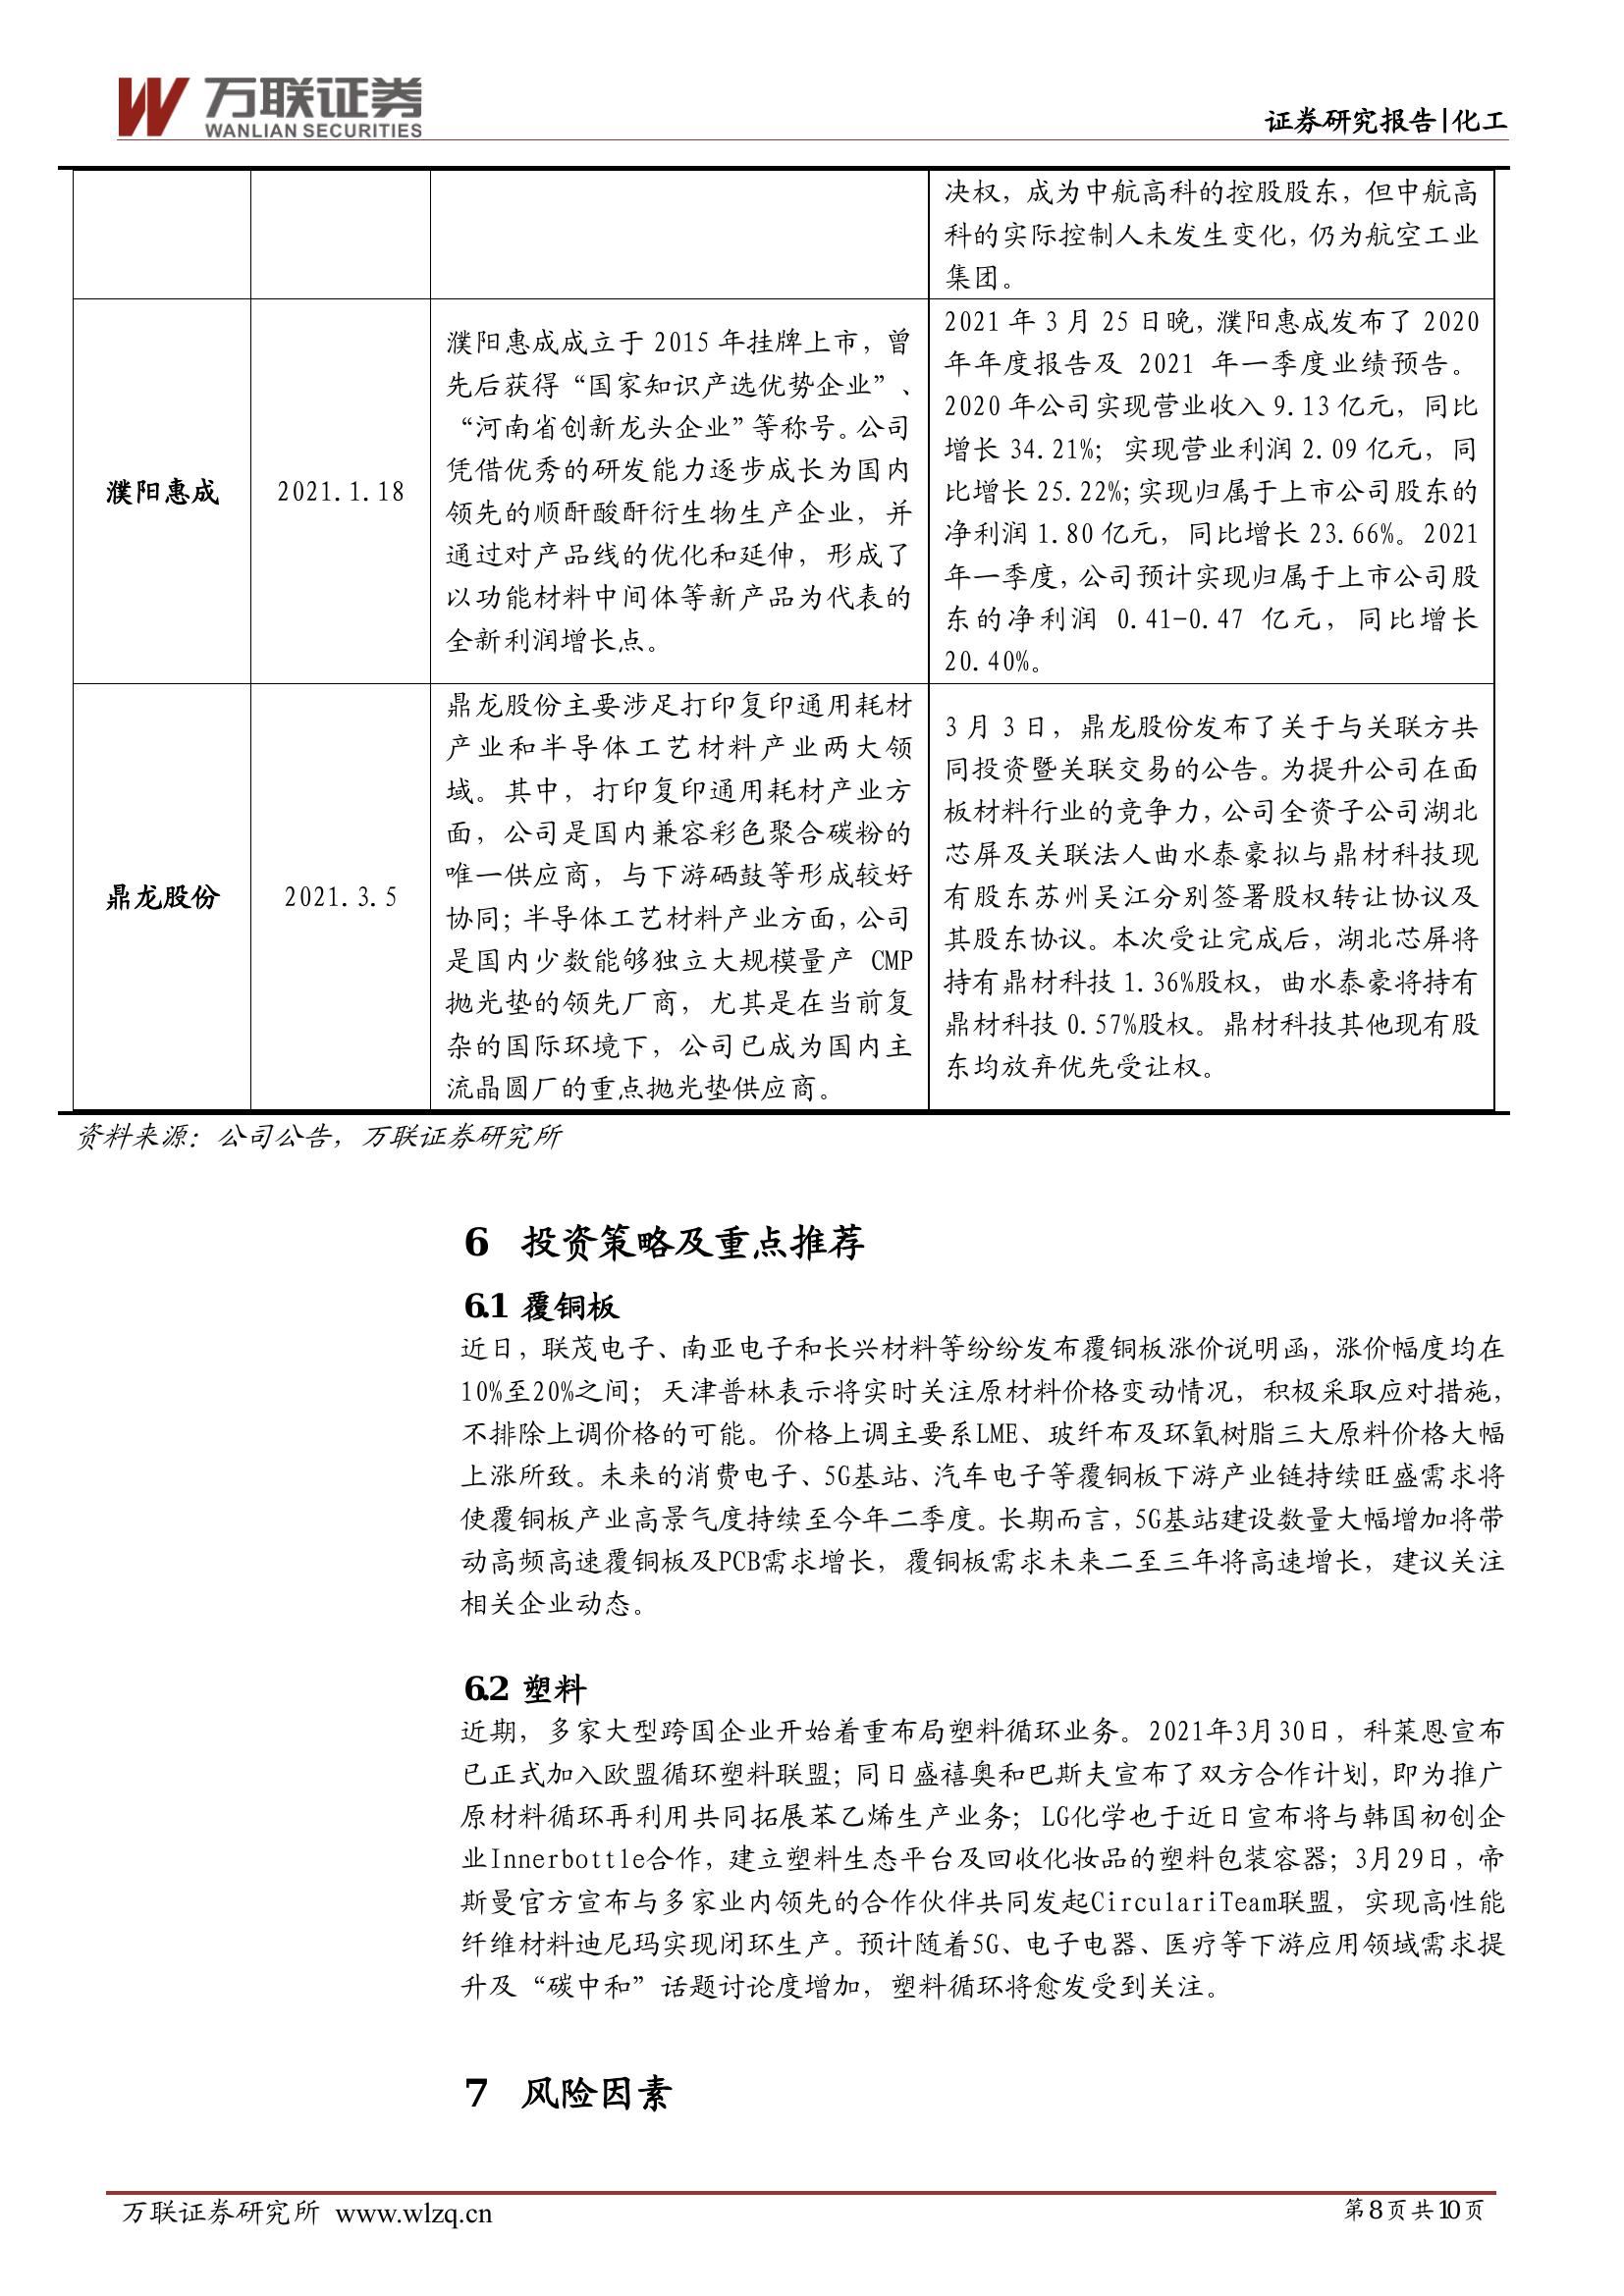 万联证券
WANLIAN SECURITIES
证券研究报告|化工
决权，成为中航高科的控股股东，但中航高
科的实际控制人未发生变化，仍为航空工业
集团。
濮阳惠成
2021.1.18
濮阳惠成成立于 2015 年挂牌上市，曾
先后获得“国家知识产选优势企业”、
“河南省创新龙头企业”等称号。公司
凭借优秀的研发能力逐步成长为国内
领先的顺酐酸酐衍生物生产企业，并
通过对产品线的优化和延伸，形成了
以功能材料中间体等新产品为代表的
全新利润增长点。
2021 年 3 月 25 日晚，濮阳惠成发布了 2020
年年度报告及 2021 年一季度业绩预告。
2020 年公司实现营业收入 9.13 亿元，同比
增长 34.21%；实现营业利润 2.09 亿元，同
比增长 25.22%；实现归属于上市公司股东的
净利润 1.80 亿元，同比增长 23.66%。2021
年一季度，公司预计实现归属于上市公司股
东的净利润 0.41-0.47 亿元，同比增长
20.40%。
鼎龙股份
2021.3.5
鼎龙股份主要涉足打印复印通用耗材
产业和半导体工艺材料产业两大领
域。其中，打印复印通用耗材产业方
面，公司是国内兼容彩色聚合碳粉的
唯一供应商，与下游硒鼓等形成较好
协同；半导体工艺材料产业方面，公司
是国内少数能够独立大规模量产 CMP
抛光垫的领先厂商，尤其是在当前复
杂的国际环境下，公司已成为国内主
流晶圆厂的重点抛光垫供应商。
3 月 3 日，鼎龙股份发布了关于与关联方共
同投资暨关联交易的公告。为提升公司在面
板材料行业的竞争力，公司全资子公司湖北
芯屏及关联法人曲水泰豪拟与鼎材科技现
有股东苏州吴江分别签署股权转让协议及
其股东协议。本次受让完成后，湖北芯屏将
持有鼎材科技 1.36%股权，曲水泰豪将持有
鼎材科技 0.57%股权。鼎材科技其他现有股
东均放弃优先受让权。
资料来源：公司公告，万联证券研究所
6 投资策略及重点推荐
6.1 覆铜板
近日，联茂电子、南亚电子和长兴材料等纷纷发布覆铜板涨价说明函，涨价幅度均在
10%至20%之间；天津普林表示将实时关注原材料价格变动情况，积极采取应对措施，
不排除上调价格的可能。价格上调主要系LME、玻纤布及环氧树脂三大原料价格大幅
上涨所致。未来的消费电子、5G基站、汽车电子等覆铜板下游产业链持续旺盛需求将
使覆铜板产业高景气度持续至今年二季度。长期而言，5G基站建设数量大幅增加将带
动高频高速覆铜板及PCB需求增长，覆铜板需求未来二至三年将高速增长，建议关注
相关企业动态。
6.2 塑料
近期，多家大型跨国企业开始着重布局塑料循环业务。2021年3月30日，科莱恩宣布
已正式加入欧盟循环塑料联盟；同日盛禧奥和巴斯夫宣布了双方合作计划，即为推广
原材料循环再利用共同拓展苯乙烯生产业务；LG化学也于近日宣布将与韩国初创企
业Innerbottle合作，建立塑料生态平台及回收化妆品的塑料包装容器；3月29日，帝
斯曼官方宣布与多家业内领先的合作伙伴共同发起CirculariTeam联盟，实现高性能
纤维材料迪尼玛实现闭环生产。预计随着5G、电子电器、医疗等下游应用领域需求提
升及“碳中和”话题讨论度增加，塑料循环将愈发受到关注。
7 风险因素
万联证券研究所 www.wlzq.cn
第8页共10页